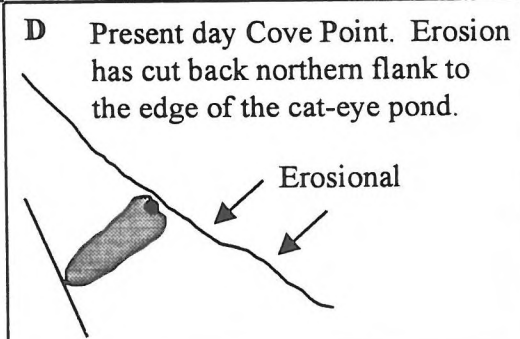 D Present day Cove Point. Erosion
has cut back northern flank to
the edge of the cat-eye pond.
Erosional